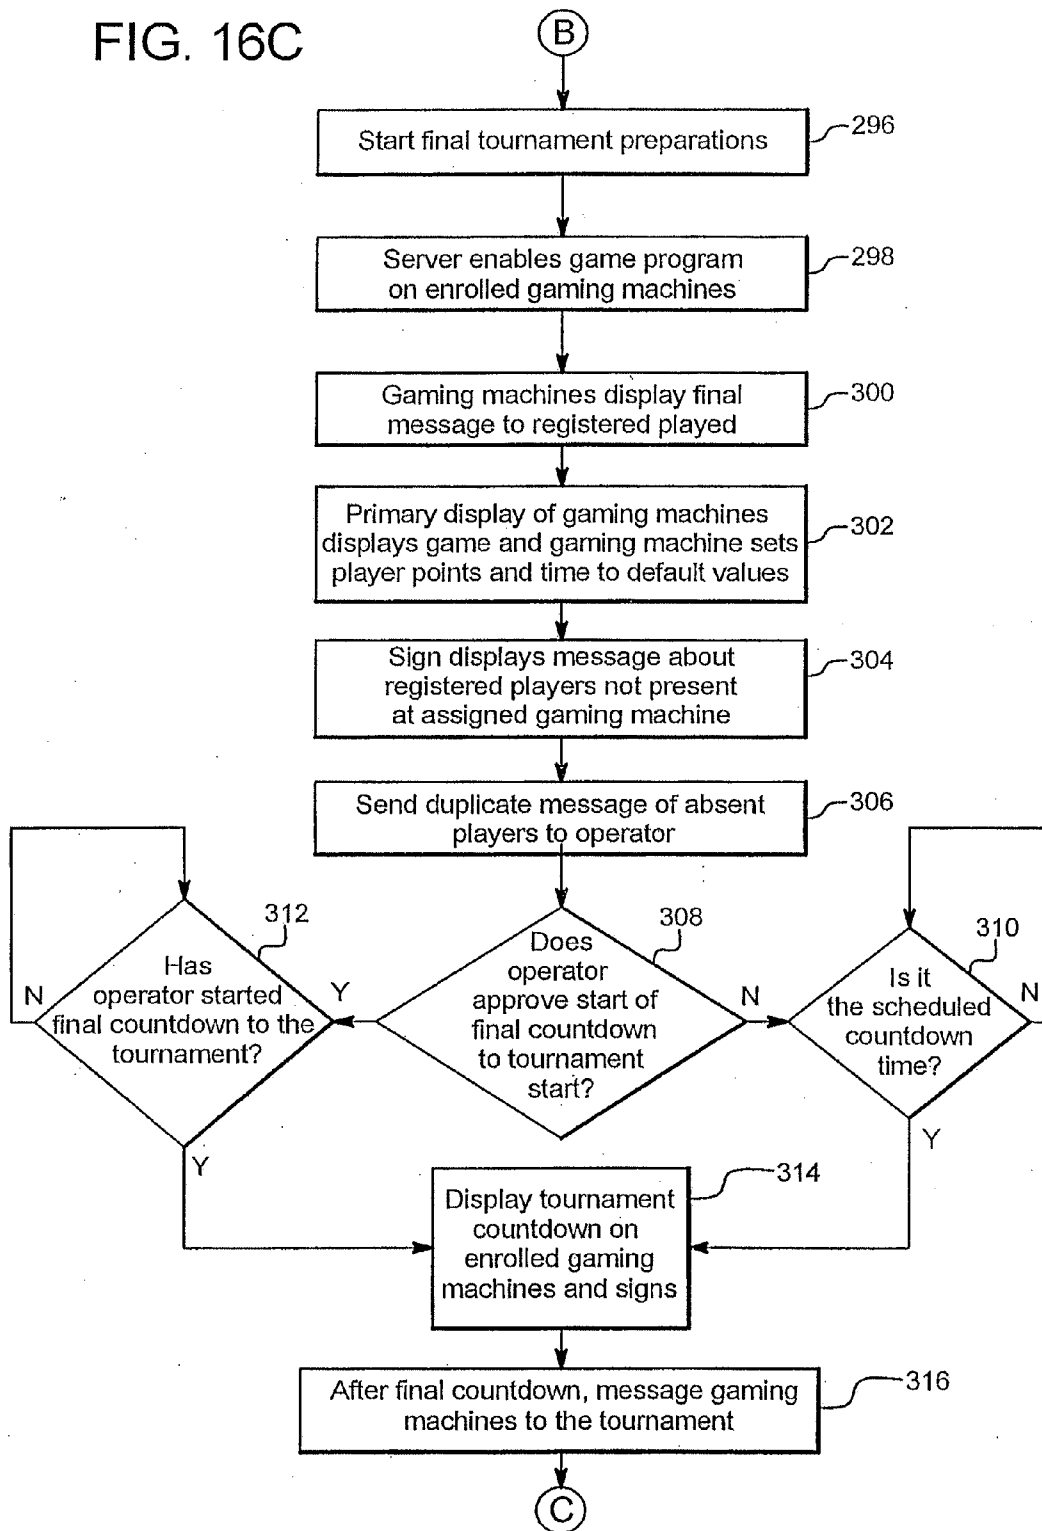 FIG. 16C
B
Start final tournament preparations
296
Server enables game program
on enrolled gaming machines
298
Gaming machines display final
message to registered played
300
Primary display of gaming machines
displays game and gaming machine sets
player points and time to default values
302
Sign displays message about
registered players not present
at assigned gaming machine
304
Send duplicate message of absent
players to operator
306
312
Has
operator started
final countdown to the
tournament?
N
Y
Y
308
Does
operator
approve start of
final countdown
to tournament
start?
N
310
Is it
the scheduled
countdown
time?
N
Y
314
Display tournament
countdown on
enrolled gaming
machines and signs
After final countdown, message gaming
machines to the tournament
316
C